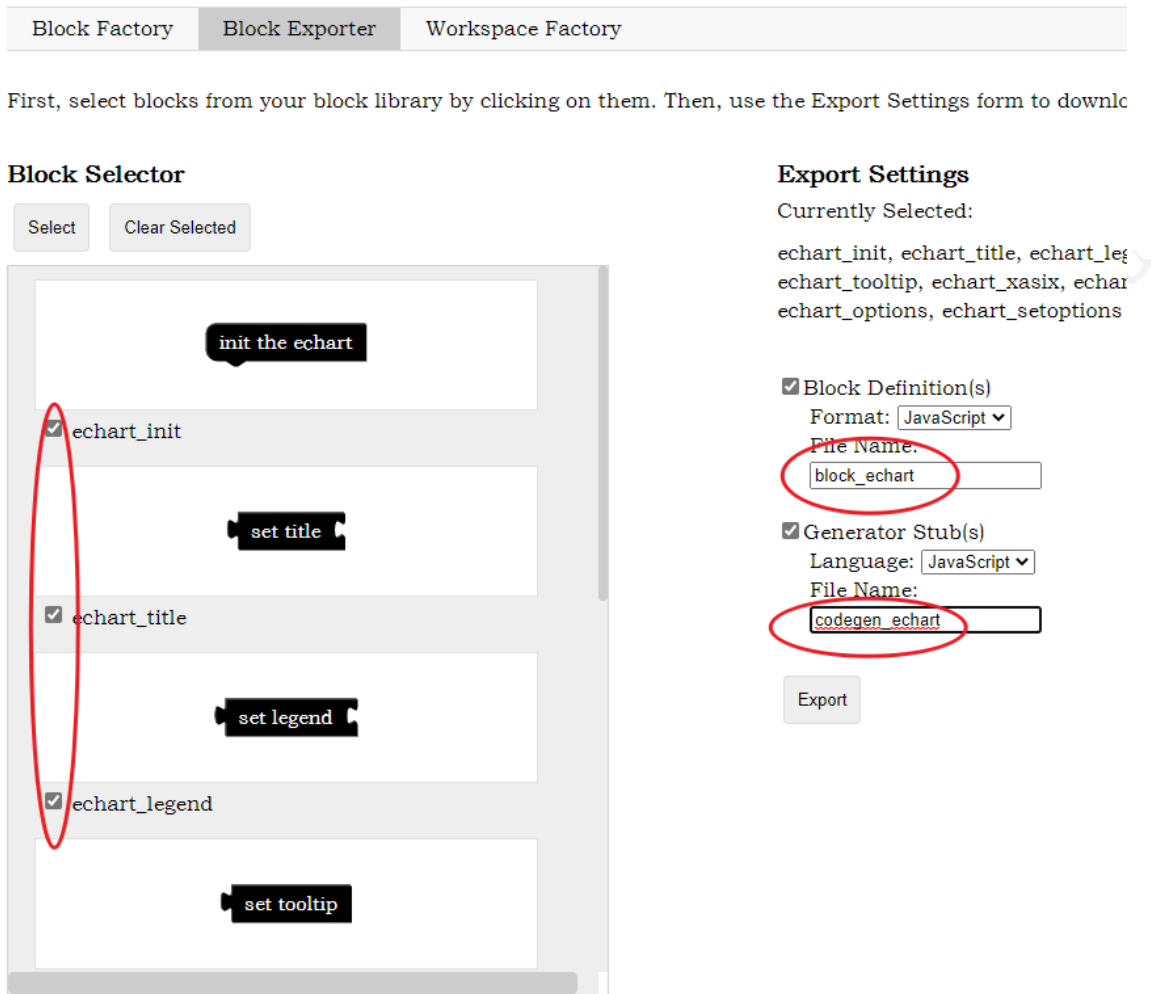 Block Factory Block Exporter Workspace Factory
First, select blocks from your block library by clicking on them. Then, use the Export Settings form to downlo
Block Selector
Select Clear Selected
init the echart
echart_init
set title
echart_title
set legend
echart_legend
set tooltip
Export Settings
Currently Selected:
echart_init, echart_title, echart_leg
echart_tooltip, echart_xasix, echar
echart_options, echart_setoptions
Block Definition(s)
Format: JavaScript
File Name:
block_echart
Generator Stub(s)
Language: JavaScript
File Name:
codegen_echart
Export